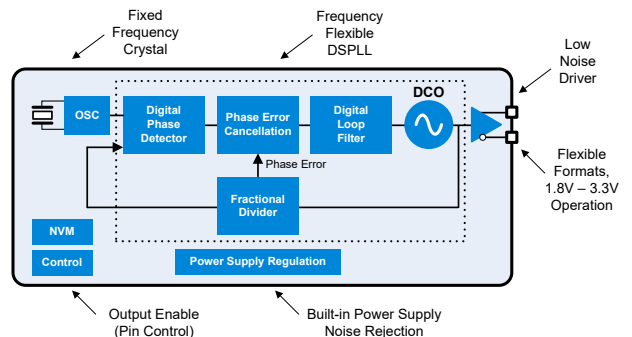 Fixed
Frequency
Crystal
Frequency
Flexible
DSPLL
Low
Noise
Driver
OSC
Digital
Phase
Detector
Phase Error
Cancellation
Digital
Loop
Filter
DCO
Phase Error
Fractional
Divider
Flexible
Formats,
1.8V – 3.3V
Operation
NVM
Control
Power Supply Regulation
Output Enable
(Pin Control)
Built-in Power Supply
Noise Rejection